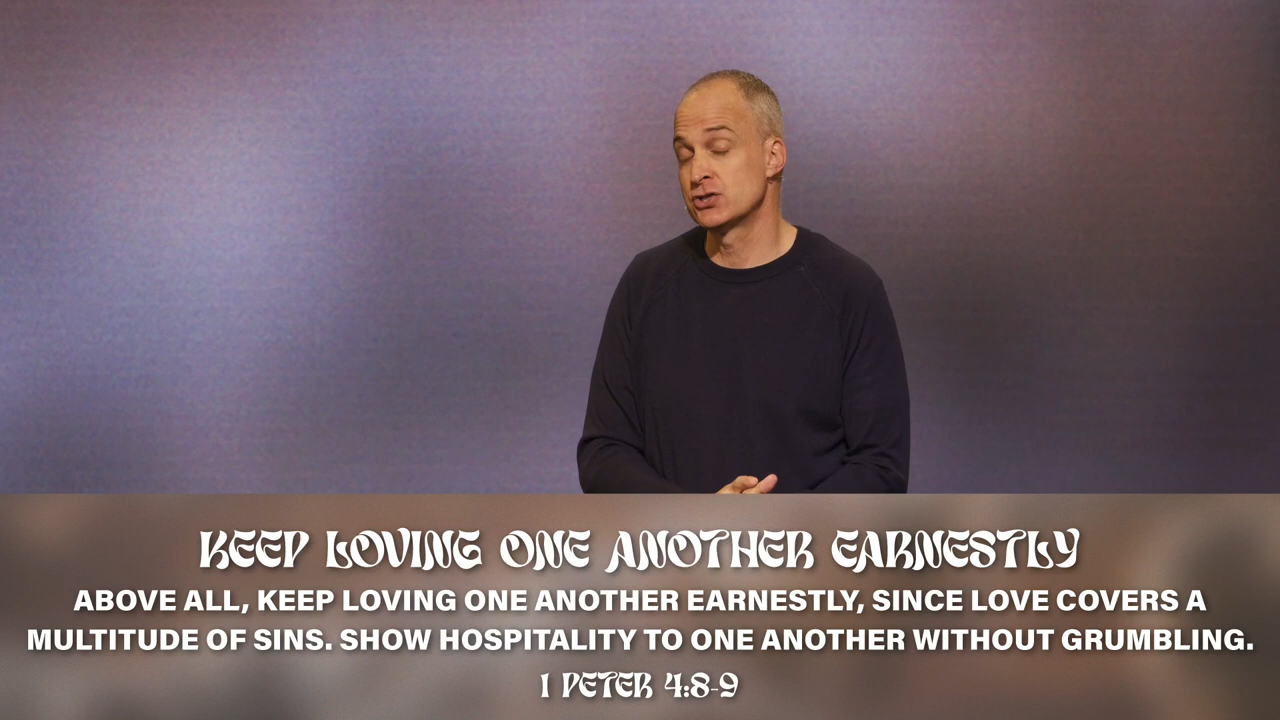 KEEP LOVING ONE ANOTHER EARNESTLY
ABOVE ALL, KEEP LOVING ONE ANOTHER EARNESTLY, SINCE LOVE COVERS A
MULTITUDE OF SINS. SHOW HOSPITALITY TO ONE ANOTHER WITHOUT GRUMBLING.
1 PETER 4:8-9